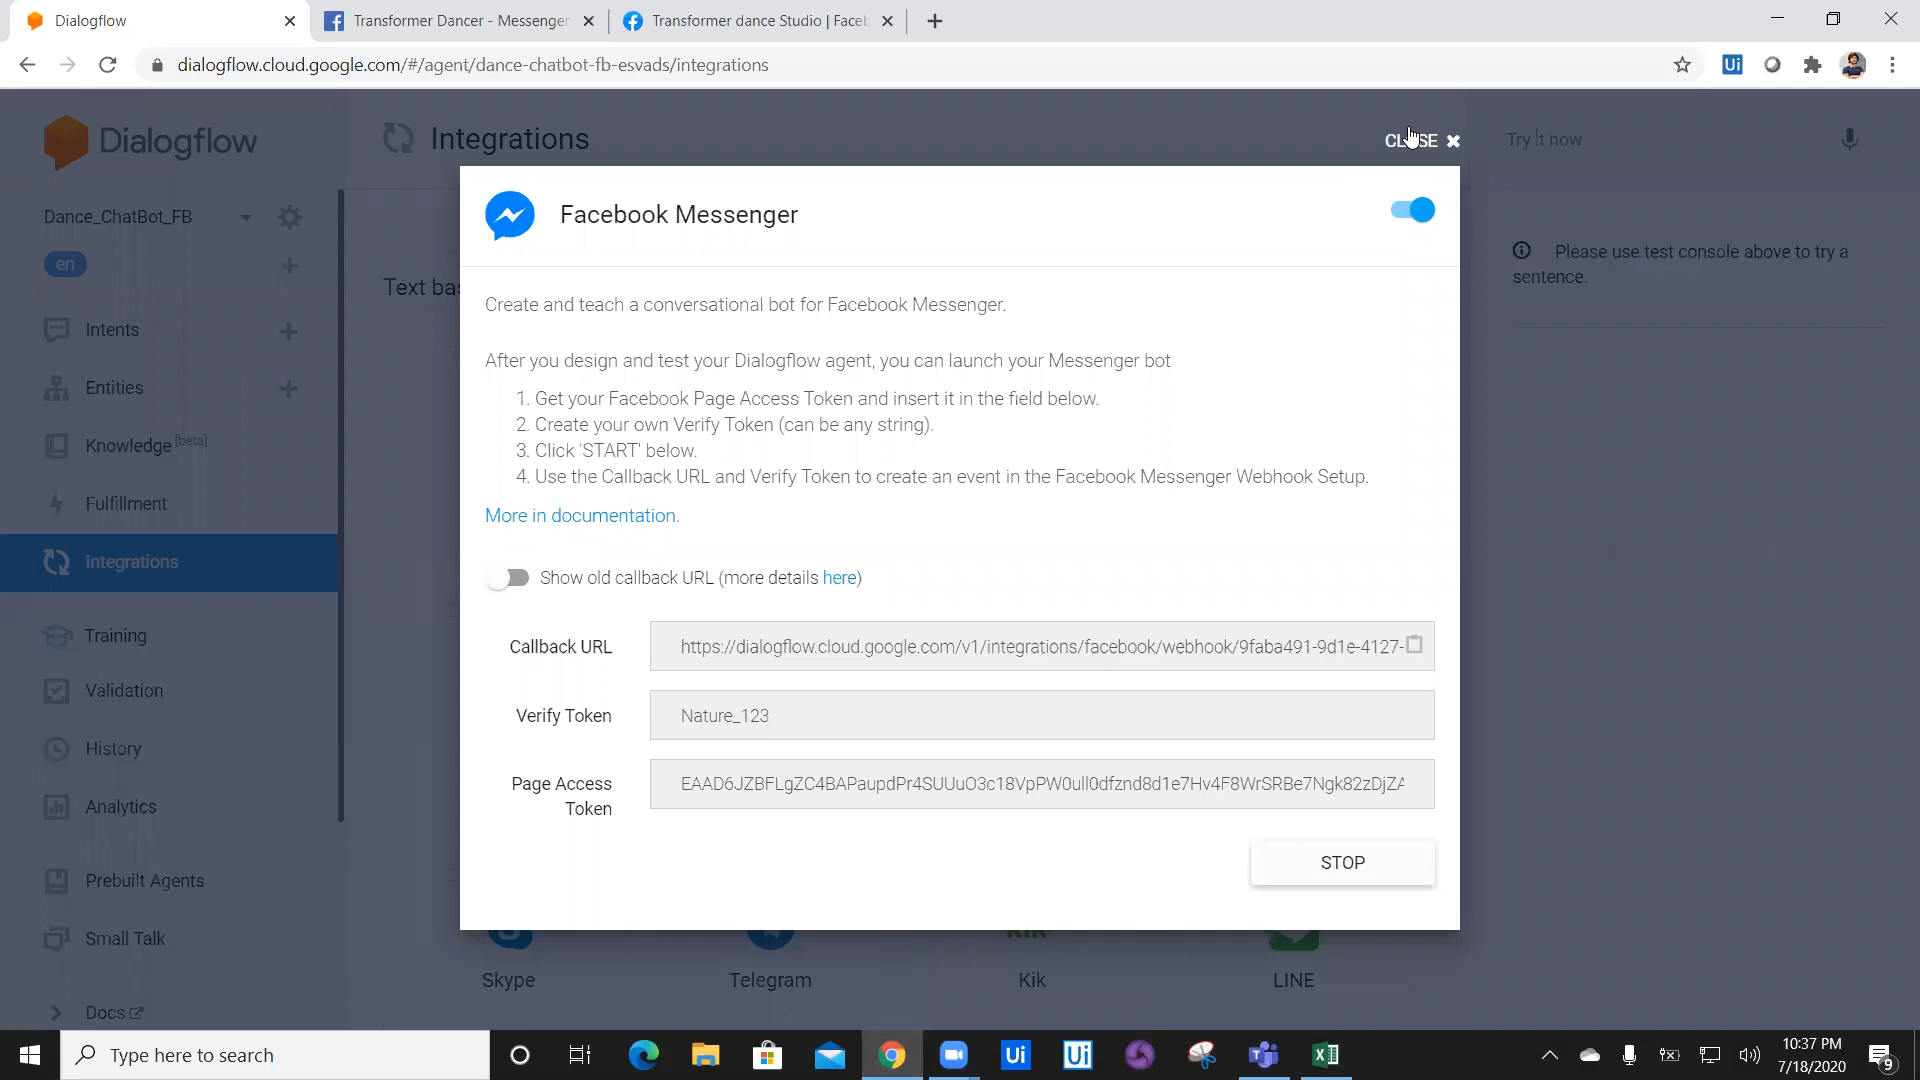 Dialogflow
Transformer Dancer - Messenger
Transformer dance Studio | Faceb
dialogflow.cloud.google.com/#/agent/dance-chatbot-fb-esvads/integrations
Ui
Dialogflow
Integrations
CLOSE
Try it now
Dance_ChatBot_FB
en
Intents
Entities
Knowledge [beta]
Fulfillment
Integrations
Training
Validation
History
Analytics
Prebuilt Agents
Small Talk
Docs
Text bas
Facebook Messenger
Create and teach a conversational bot for Facebook Messenger.
After you design and test your Dialogflow agent, you can launch your Messenger bot
1. Get your Facebook Page Access Token and insert it in the field below.
2. Create your own Verify Token (can be any string).
3. Click 'START' below.
4. Use the Callback URL and Verify Token to create an event in the Facebook Messenger Webhook Setup.
More in documentation.
Show old callback URL (more details here)
Callback URL
https://dialogflow.cloud.google.com/v1/integrations/facebook/webhook/9faba491-9d1e-4127-
Verify Token
Nature_123
Page Access
Token
EAAD6JZBFLgZC4BAPaupdPr4SUUuO3c18VpPW0ull0dfznd8d1e7Hv4F8WrSRBe7Ngk82zDjZA
STOP
Please use test console above to try a
sentence.
Skype
Telegram
Kik
LINE
Type here to search
Ui
Ui
10:37 PM
7/18/2020
9